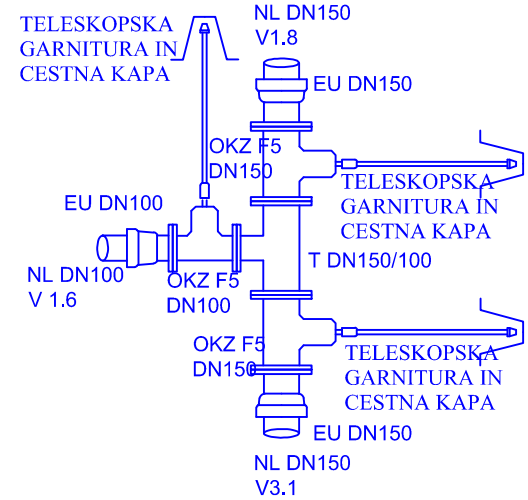 NL DN150
V1.8
TELESKOPSKA
GARNITURA IN
CESTNA KAPA
EU DN150
OKZ F5
DN150
TELESKOPSKA
GARNITURA IN
CESTNA KAPA
EU DN100
T DN150/100
NL DN100
V 1.6
OKZ F5
DN100
OKZ F5
DN150
TELESKOPSKA
GARNITURA IN
CESTNA KAPA
EU DN150
NL DN150
V3.1